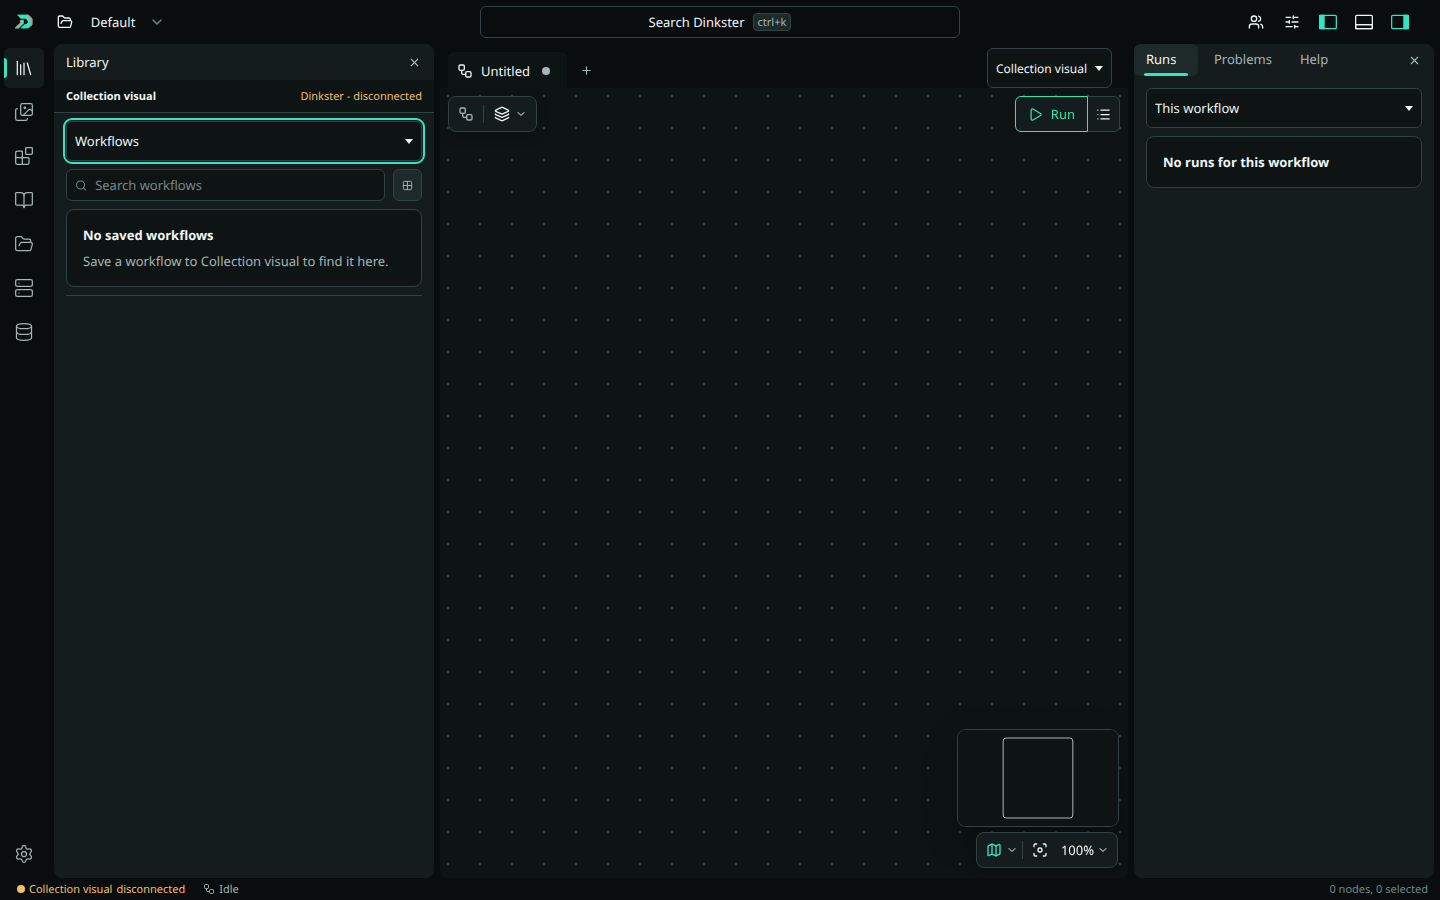 Default
Search Dinkster ctrl+k
Library
Collection visual Dinkster - disconnected
Workflows
Search workflows
No saved workflows
Save a workflow to Collection visual to find it here.
Untitled
Collection visual
Run
100%
Runs Problems Help
This workflow
No runs for this workflow
Collection visual disconnected Idle
0 nodes, 0 selected